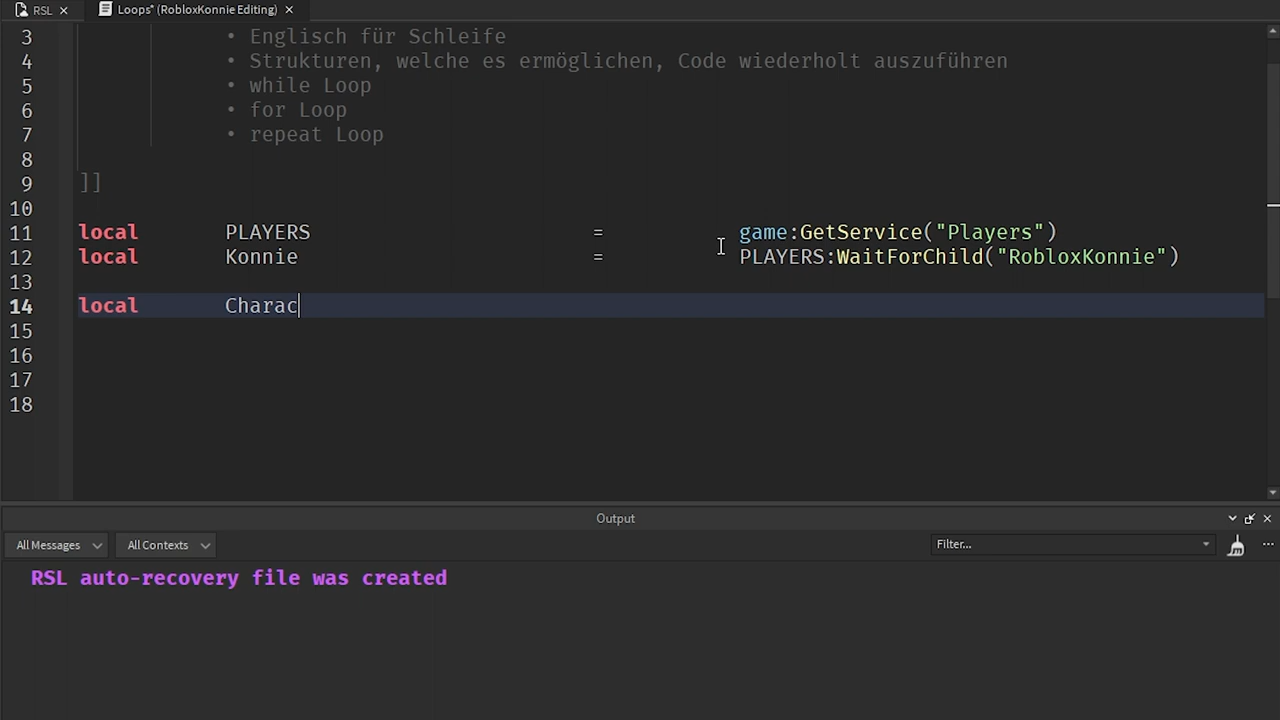 RSL
Loops* (RobloxKonnie Editing)
3 • Englisch für Schleife
4 • Strukturen, welche es ermöglichen, Code wiederholt auszuführen
5 • while Loop
6 • for Loop
7 • repeat Loop
8
9 ]]
10
11 local PLAYERS = game:GetService("Players")
12 local Konnie = PLAYERS:WaitForChild("RobloxKonnie")
13
14 local Charac
15
16
17
18
Output
All Messages All Contexts Filter...
RSL auto-recovery file was created